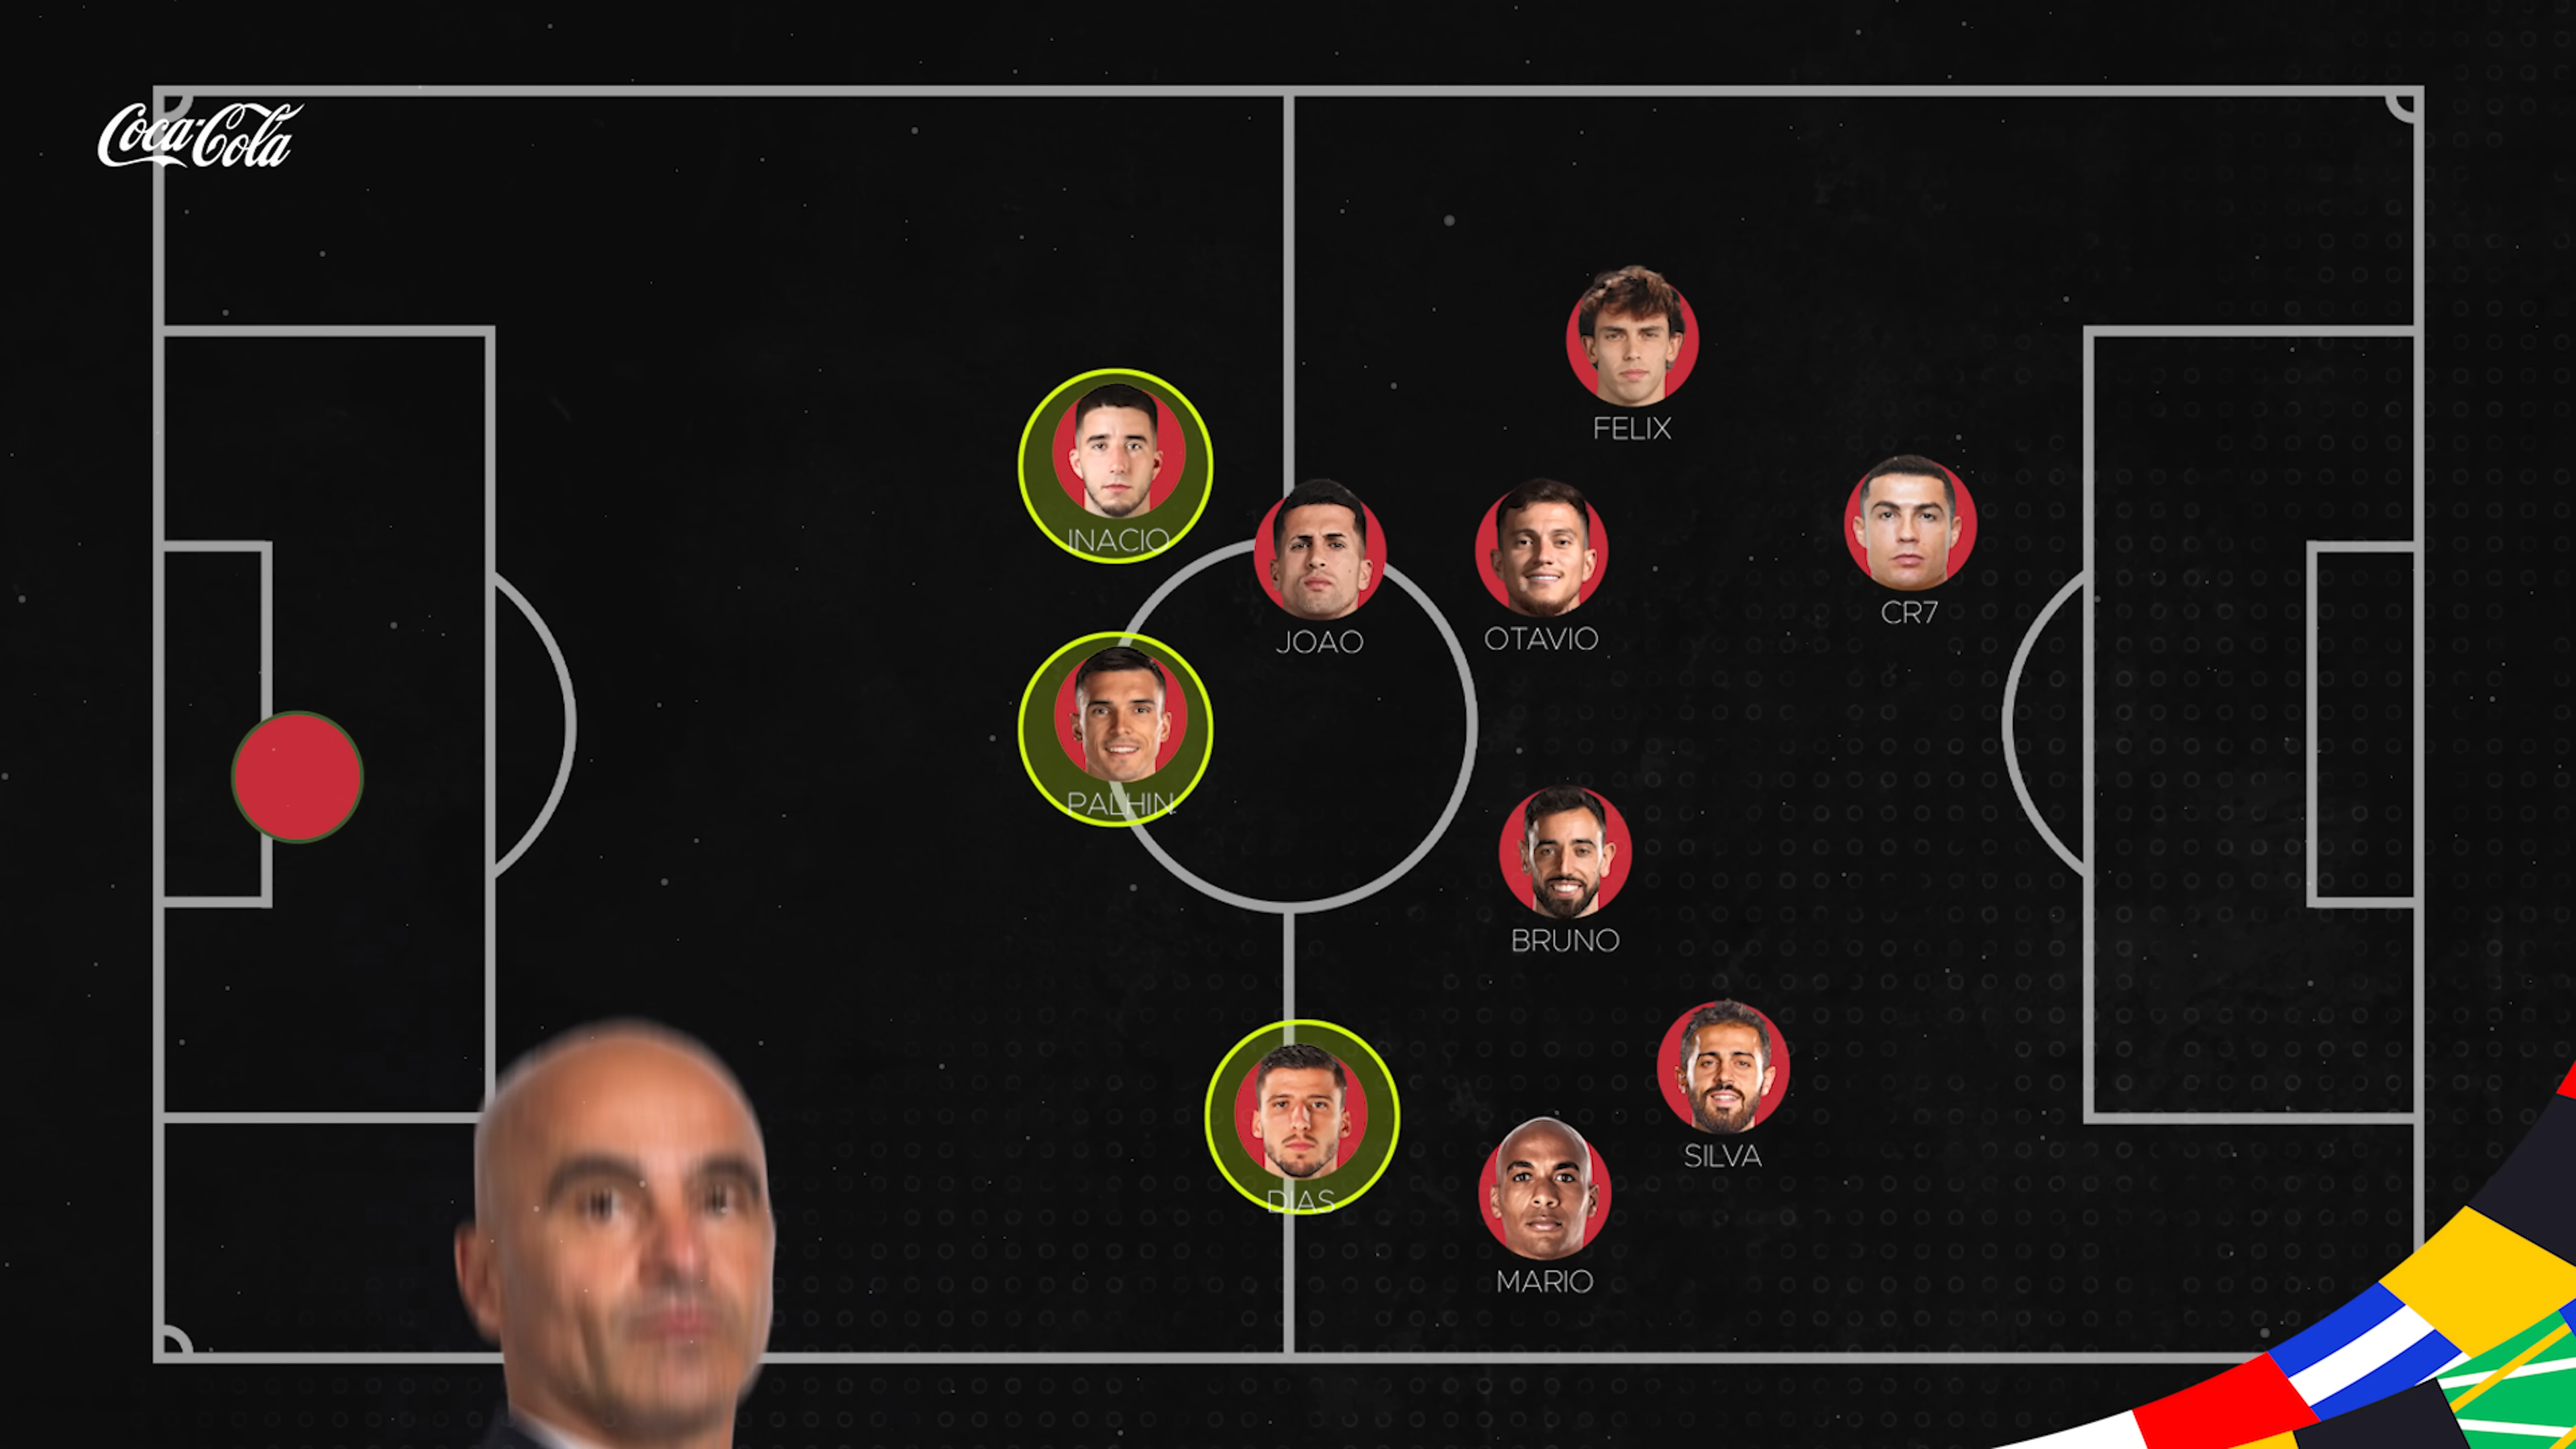 Coca-Cola
FELIX
INACIO
CR7
JOAO
OTAVIO
PALHIN
BRUNO
SILVA
DIAS
MARIO